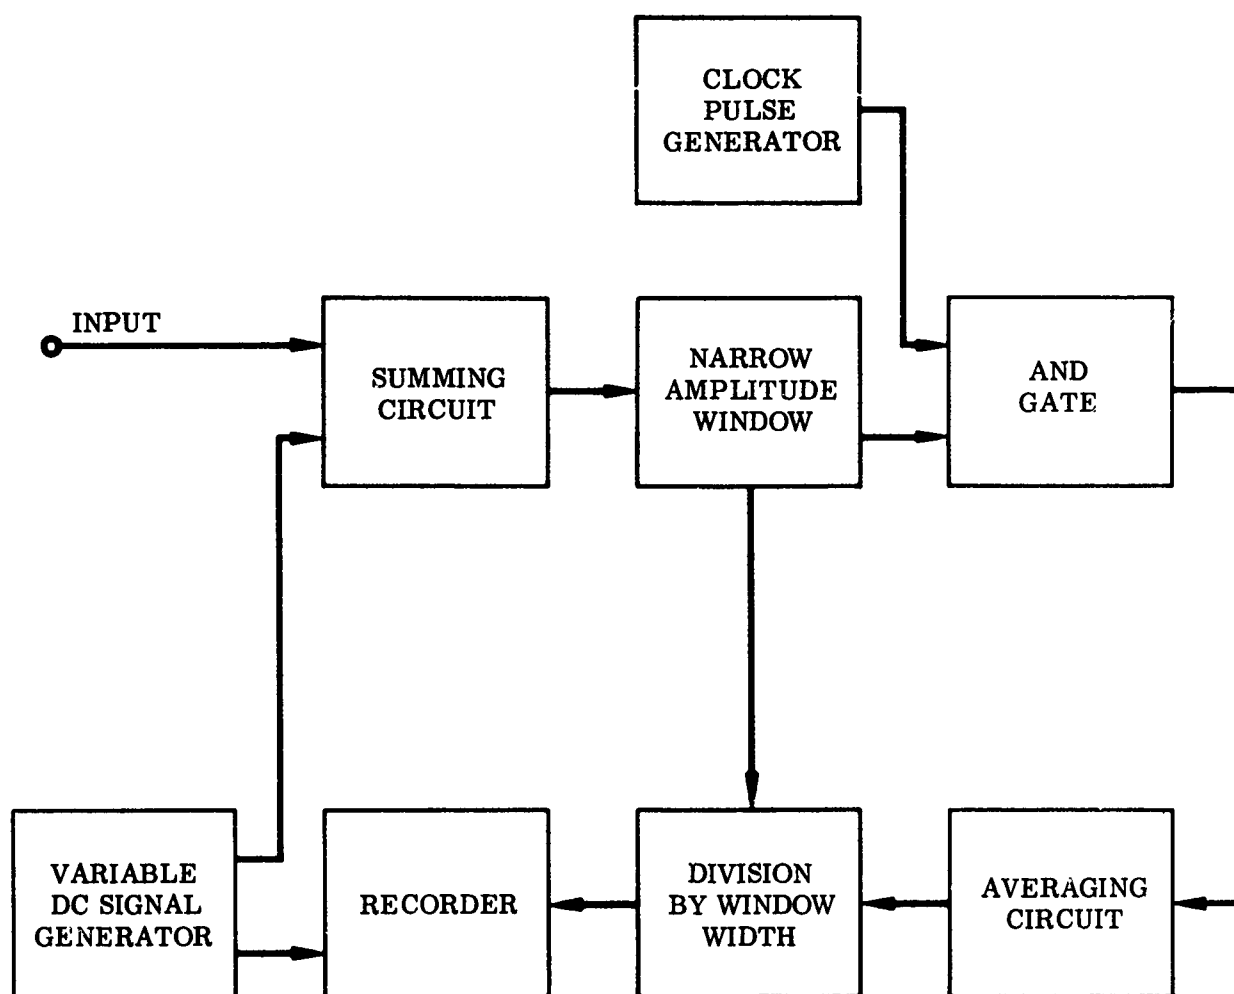 CLOCK
PULSE
GENERATOR
INPUT
SUMMING
CIRCUIT
NARROW
AMPLITUDE
WINDOW
AND
GATE
VARIABLE
DC SIGNAL
GENERATOR
RECORDER
DIVISION
BY WINDOW
WIDTH
AVERAGING
CIRCUIT